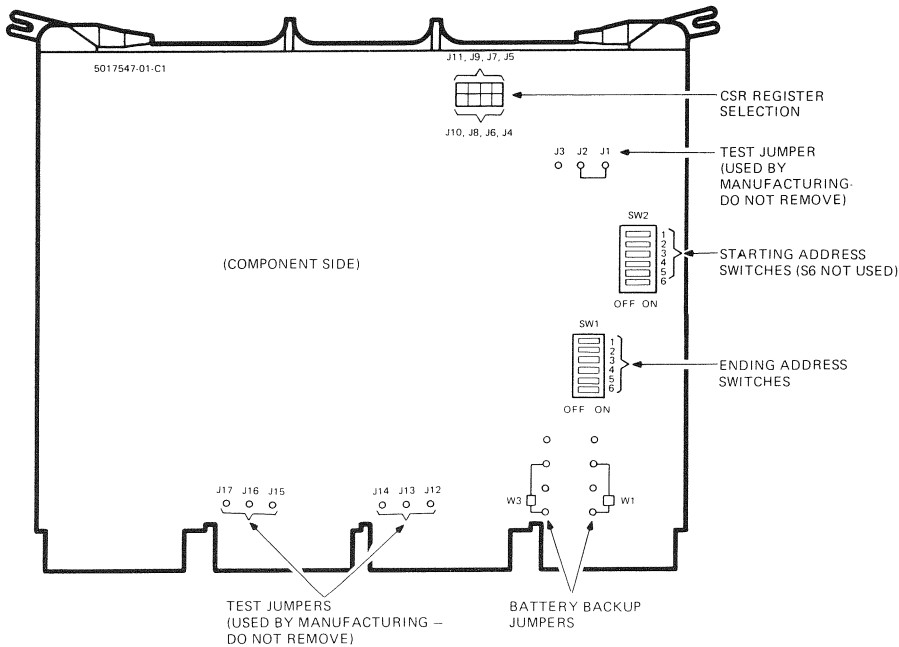 5017547-01-C1
J11, J9, J7, J5
J10, J8, J6, J4
CSR REGISTER
SELECTION
J3 J2 J1
TEST JUMPER
(USED BY
MANUFACTURING-
DO NOT REMOVE)
(COMPONENT SIDE)
SW2
1
2
3
4
5
6
OFF ON
STARTING ADDRESS
SWITCHES (S6 NOT USED)
SW1
1
2
3
4
5
6
OFF ON
ENDING ADDRESS
SWITCHES
J17 J16 J15
J14 J13 J12
W3
W1
TEST JUMPERS
(USED BY MANUFACTURING —
DO NOT REMOVE)
BATTERY BACKUP
JUMPERS